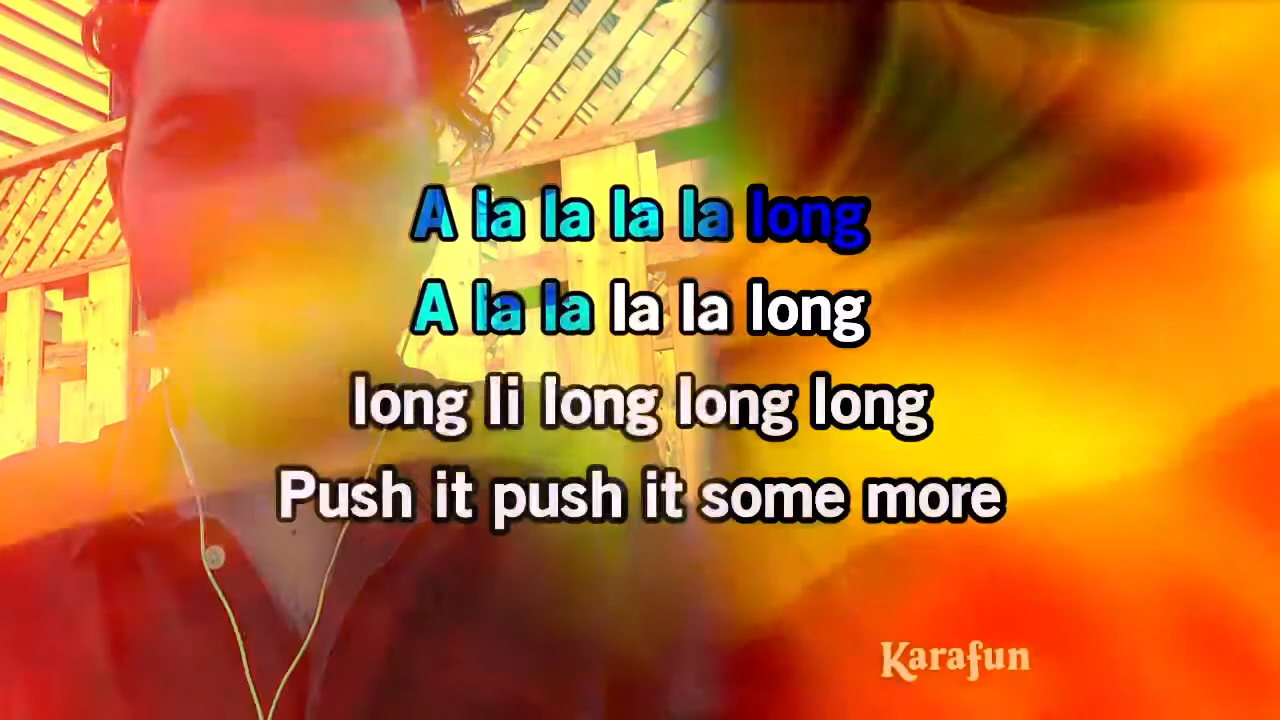 A la la la la long
A la la la la long
long li long long long
Push it push it some more
Karafun